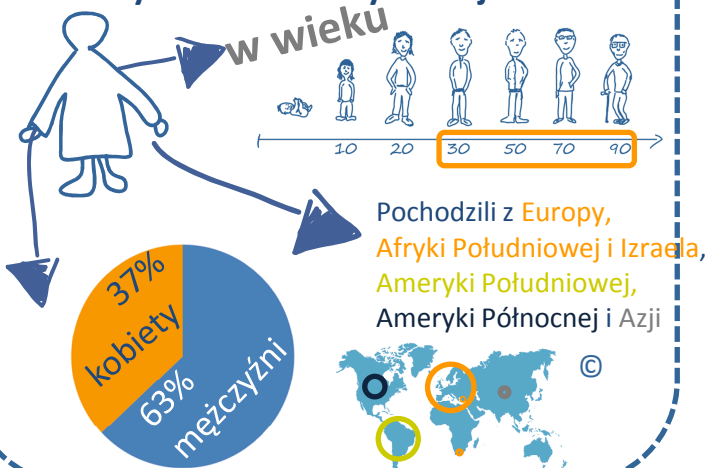 w wieku
10 20 30 50 70 90
Pochodzili z Europy,
Afryki Południowej i Izraela,
Ameryki Południowej,
Ameryki Północnej i Azji
©
37%
kobiety
63%
mężczyźni